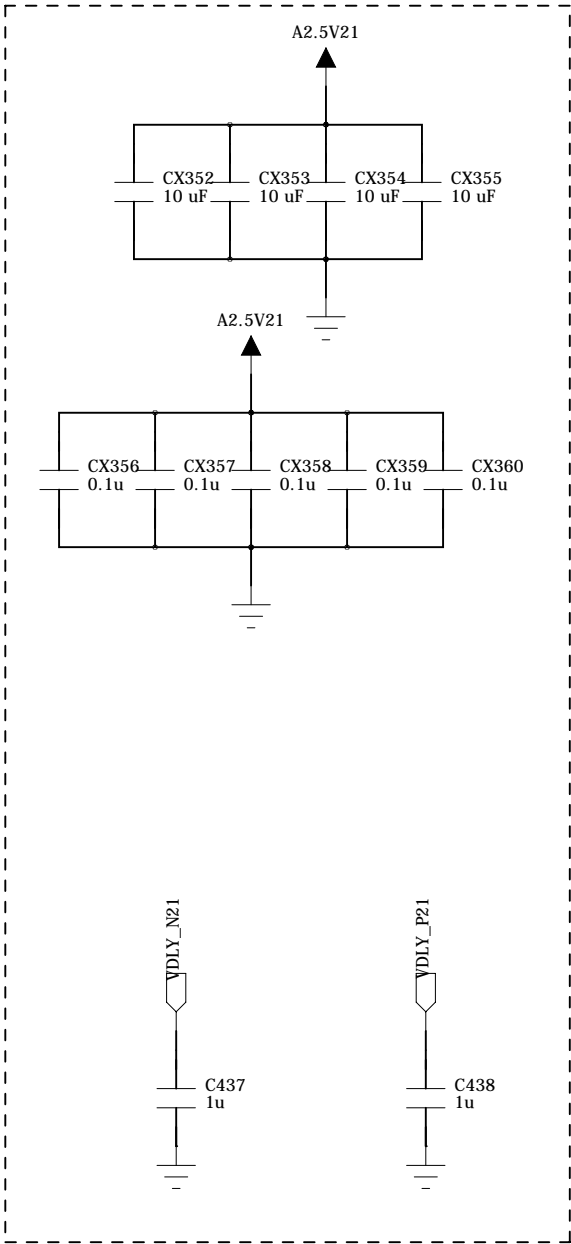 A2.5V21
CX352 CX353 CX354 CX355
10 uF 10 uF 10 uF 10 uF
A2.5V21
CX356 CX357 CX358 CX359 CX360
0.1u 0.1u 0.1u 0.1u 0.1u
VDLY_N21
VDLY_P21
C437 C438
1u 1u